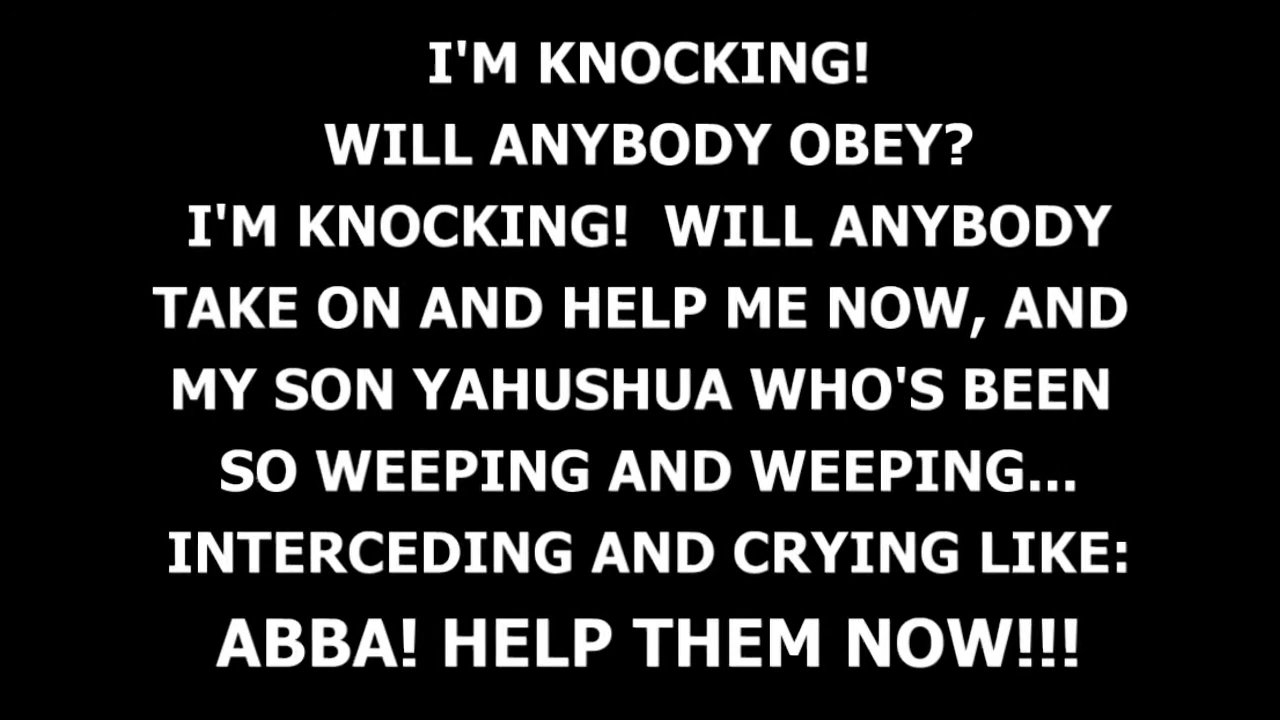 I'M KNOCKING!
WILL ANYBODY OBEY?
I'M KNOCKING!  WILL ANYBODY
TAKE ON AND HELP ME NOW, AND
MY SON YAHUSHUA WHO'S BEEN
SO WEEPING AND WEEPING...
INTERCEDING AND CRYING LIKE:
ABBA! HELP THEM NOW!!!